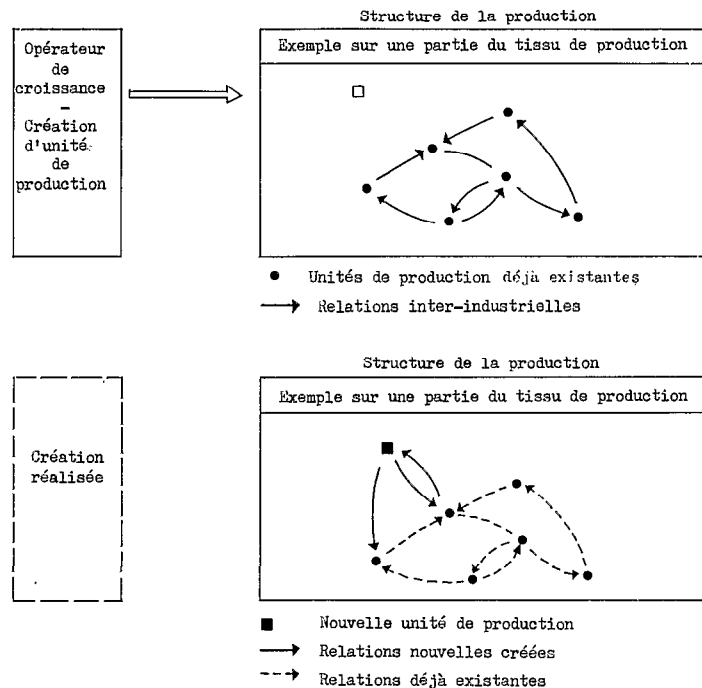 Structure de la production
Opérateur
de
croissance
–
Création
d'unité
de
production
Exemple sur une partie du tissu de production
Unités de production déjà existantes
Relations inter-industrielles
Structure de la production
Création
réalisée
Exemple sur une partie du tissu de production
Nouvelle unité de production
Relations nouvelles créées
Relations déjà existantes